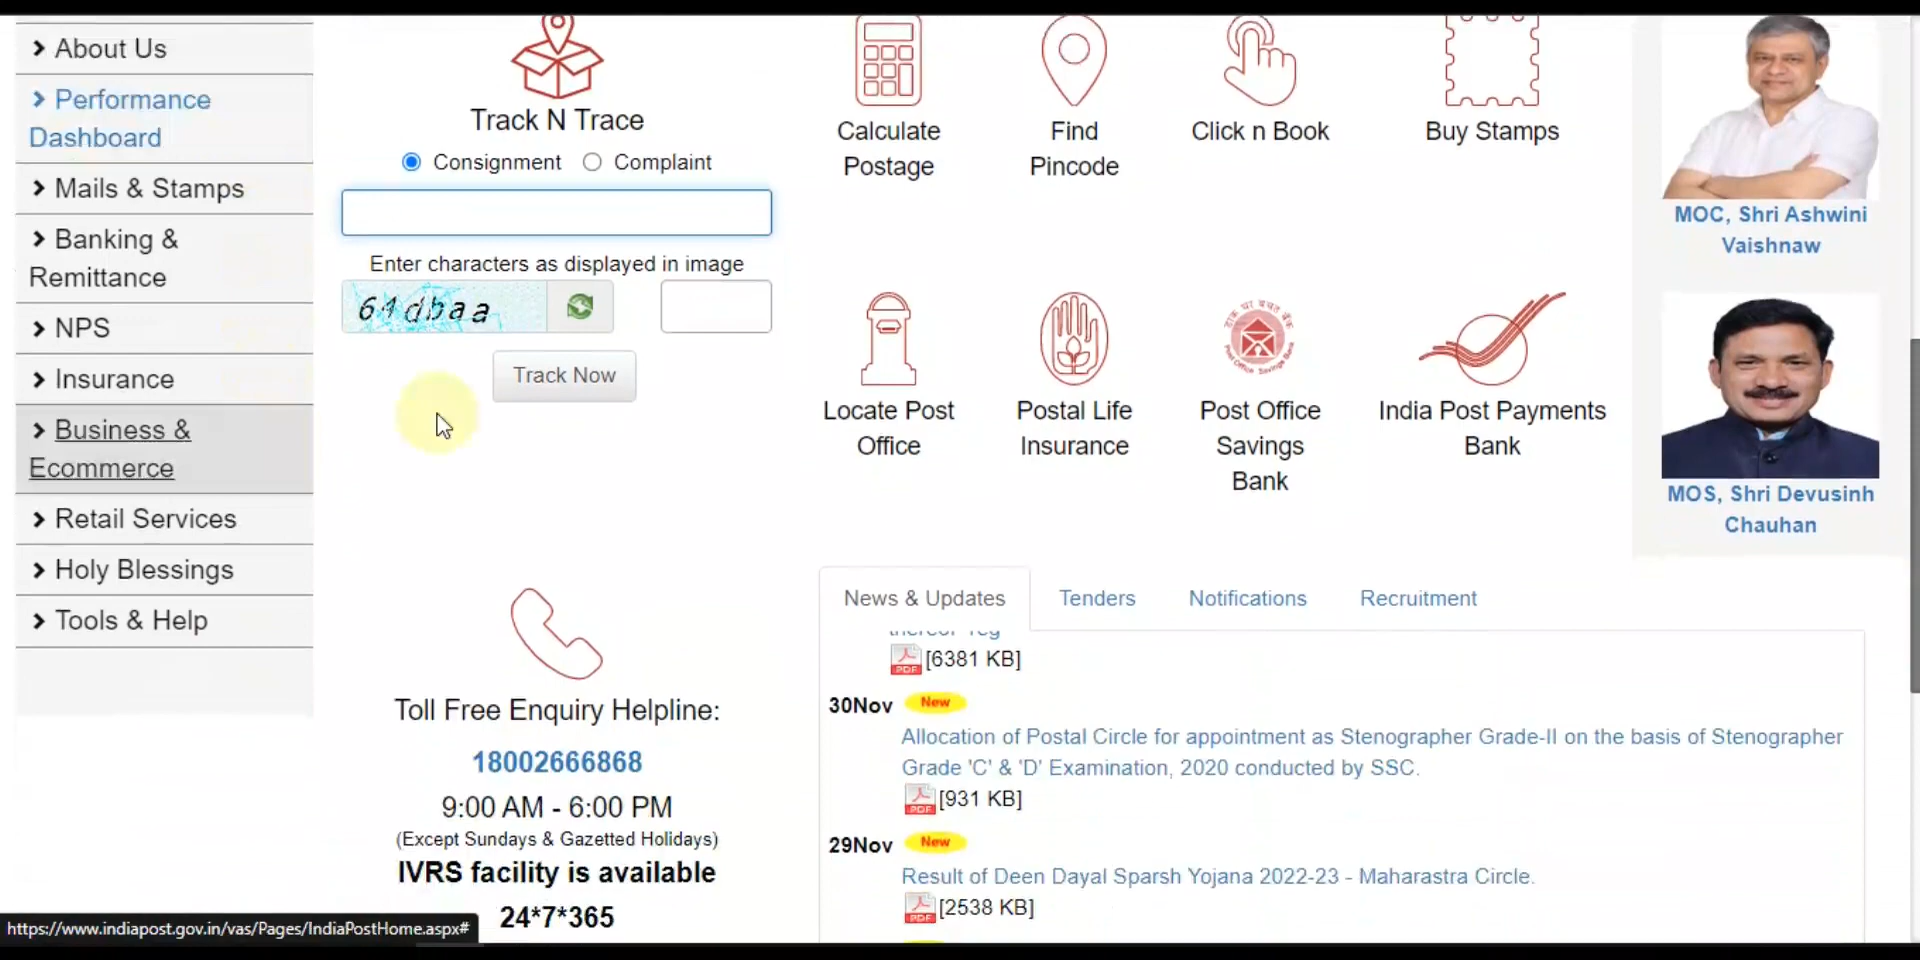 About Us
Performance
Dashboard
Mails & Stamps
Banking &
Remittance
NPS
Insurance
Business &
Ecommerce
Retail Services
Holy Blessings
Tools & Help
Track N Trace
Consignment
Complaint
Enter characters as displayed in image
61dbaa
Track Now
Calculate
Postage
Find
Pincode
Click n Book
Buy Stamps
Locate Post
Office
Postal Life
Insurance
Post Office
Savings
Bank
India Post Payments
Bank
MOC, Shri Ashwini
Vaishnaw
MOS, Shri Devusinh
Chauhan
Toll Free Enquiry Helpline:
18002666868
9:00 AM - 6:00 PM
(Except Sundays & Gazetted Holidays)
IVRS facility is available
24*7*365
News & Updates
Tenders
Notifications
Recruitment
PDF [6381 KB]
30Nov New
Allocation of Postal Circle for appointment as Stenographer Grade-II on the basis of Stenographer
Grade 'C' & 'D' Examination, 2020 conducted by SSC.
PDF [931 KB]
29Nov New
Result of Deen Dayal Sparsh Yojana 2022-23 - Maharastra Circle.
PDF [2538 KB]
https://www.indiapost.gov.in/vas/Pages/IndiaPostHome.aspx#